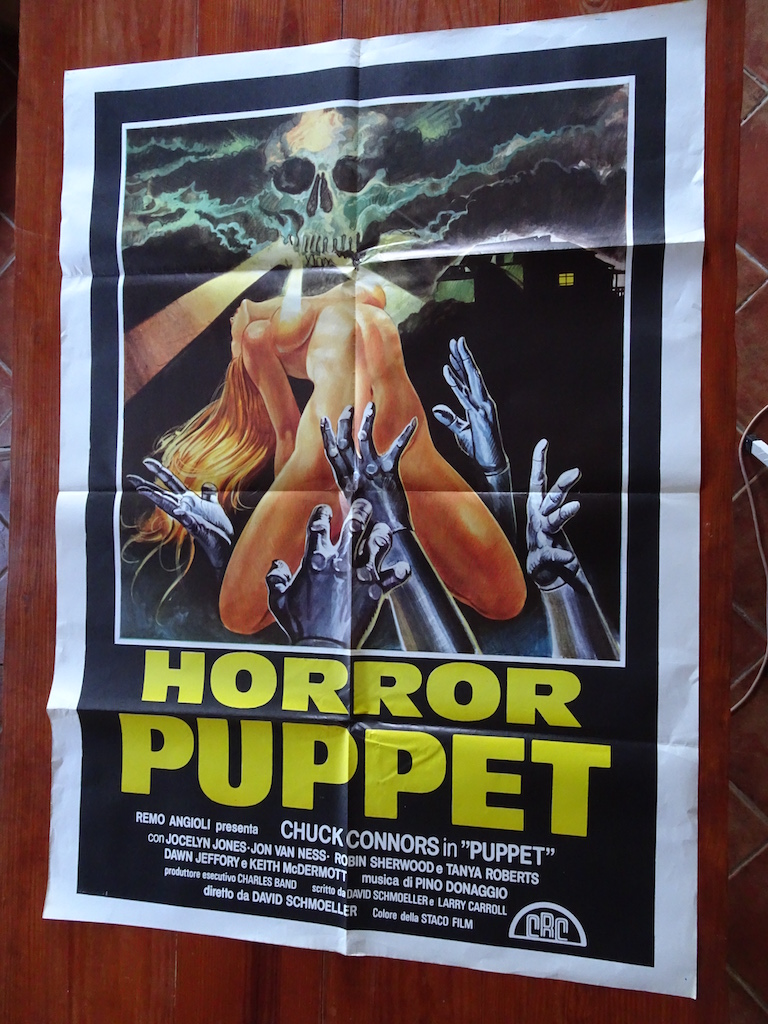 HORROR
PUPPET
REMO ANGIOLI presenta CHUCK CONNORS in "PUPPET"
con JOCELYN JONES · JON VAN NESS · ROBIN SHERWOOD e TANYA ROBERTS
DAWN JEFFORY e KEITH McDERMOTT musica di PINO DONAGGIO
produttore esecutivo CHARLES BAND scritto da DAVID SCHMOELLER e LARRY CARROLL
diretto da DAVID SCHMOELLER Colore della STACO FILM
CRC